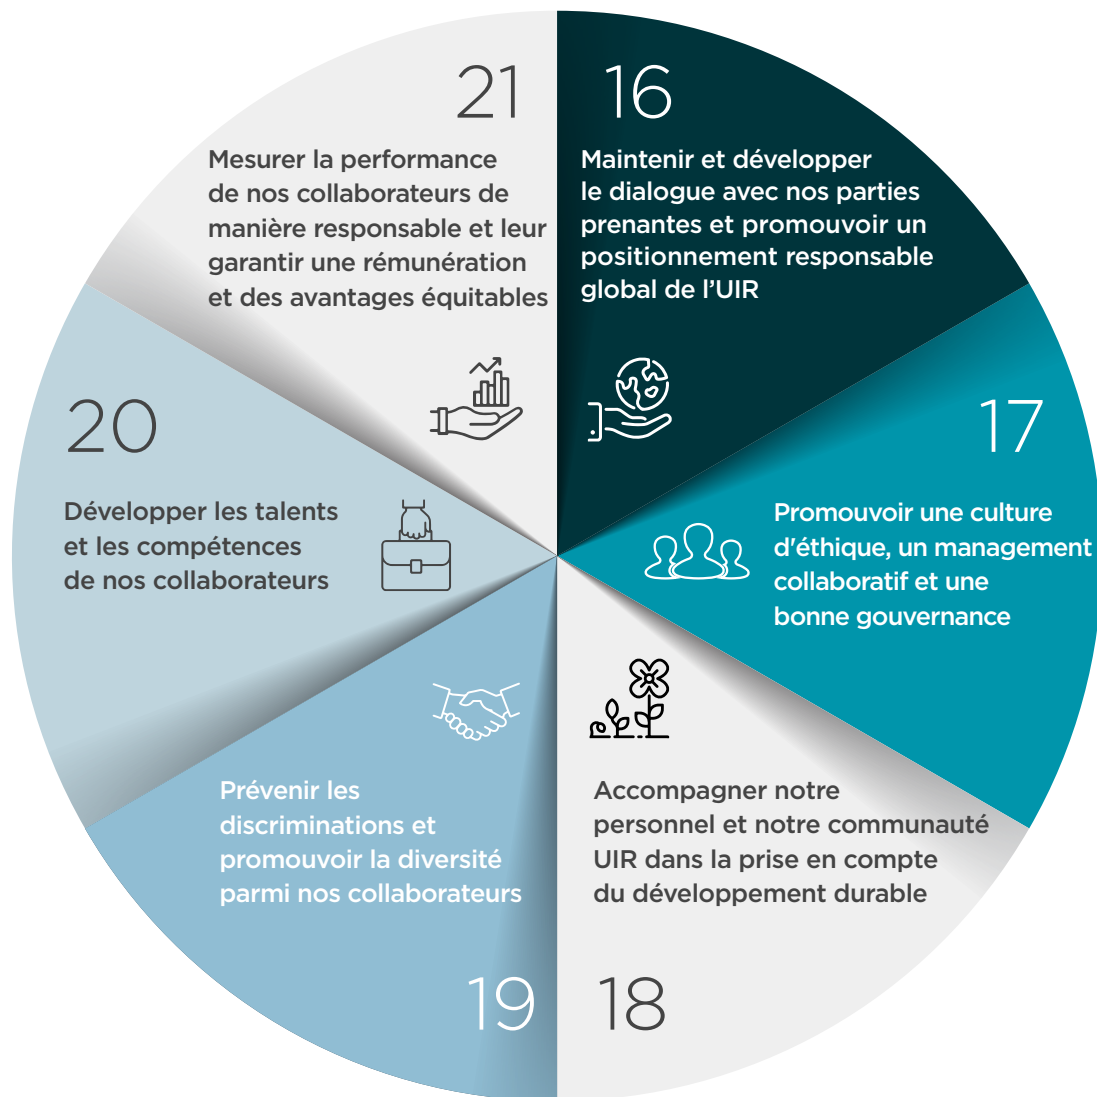 16
Maintenir et développer
le dialogue avec nos parties
prenantes et promouvoir un
positionnement responsable
global de l’UIR
17
Promouvoir une culture
d'éthique, un management
collaboratif et une
bonne gouvernance
Accompagner notre
personnel et notre communauté
UIR dans la prise en compte
du développement durable
18
Prévenir les
discriminations et
promouvoir la diversité
parmi nos collaborateurs
19
20
Développer les talents
et les compétences
de nos collaborateurs
21
Mesurer la performance
de nos collaborateurs de
manière responsable et leur
garantir une rémunération
et des avantages équitables